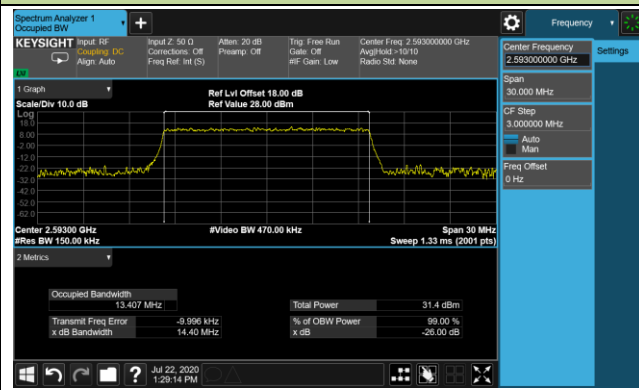 Spectrum Analyzer 1
Occupied BW
+
Frequency
KEYSIGHT
Input: RF
Coupling: DC
Align: Auto
Input Z: 50 Ω
Corrections: Off
Freq Ref: Int (S)
Atten: 20 dB
Preamp: Off
Trig: Free Run
Gate: Off
#IF Gain: Low
Center Freq: 2.593000000 GHz
Avg|Hold:>10/10
Radio Std: None
LXI
Center Frequency
2.593000000 GHz
Settings
Span
30.000 MHz
CF Step
3.000000 MHz
Auto
Man
Freq Offset
0 Hz
1 Graph
Scale/Div 10.0 dB
Ref Lvl Offset 18.00 dB
Ref Value 28.00 dBm
Log
18.0
8.00
-2.00
-12.0
-22.0
-32.0
-42.0
-52.0
-62.0
Center 2.59300 GHz
#Video BW 470.00 kHz
Span 30 MHz
#Res BW 150.00 kHz
Sweep 1.33 ms (2001 pts)
2 Metrics
Occupied Bandwidth
13.407 MHz
Total Power
31.4 dBm
Transmit Freq Error
-9.996 kHz
% of OBW Power
99.00 %
x dB Bandwidth
14.40 MHz
x dB
-26.00 dB
?
Jul 22, 2020
1:29:14 PM